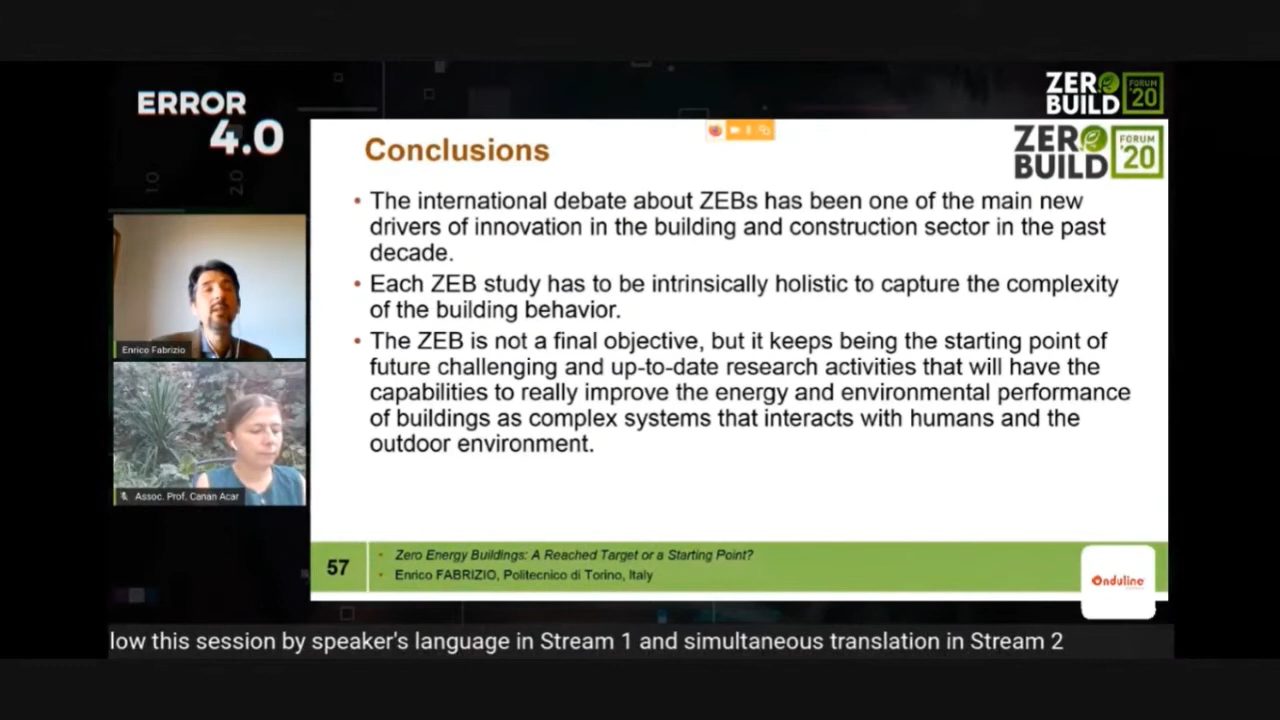 ERROR
4.0
1.0
2.0
ZERO
BUILD
FORUM
'20
ZERO
BUILD
FORUM
'20
Conclusions
• The international debate about ZEBs has been one of the main new
drivers of innovation in the building and construction sector in the past
decade.
• Each ZEB study has to be intrinsically holistic to capture the complexity
of the building behavior.
• The ZEB is not a final objective, but it keeps being the starting point of
future challenging and up-to-date research activities that will have the
capabilities to really improve the energy and environmental performance
of buildings as complex systems that interacts with humans and the
outdoor environment.
Enrico Fabrizio
Assoc. Prof. Canan Acar
57
• Zero Energy Buildings: A Reached Target or a Starting Point?
• Enrico FABRIZIO, Politecnico di Torino, Italy
Onduline
low this session by speaker's language in Stream 1 and simultaneous translation in Stream 2